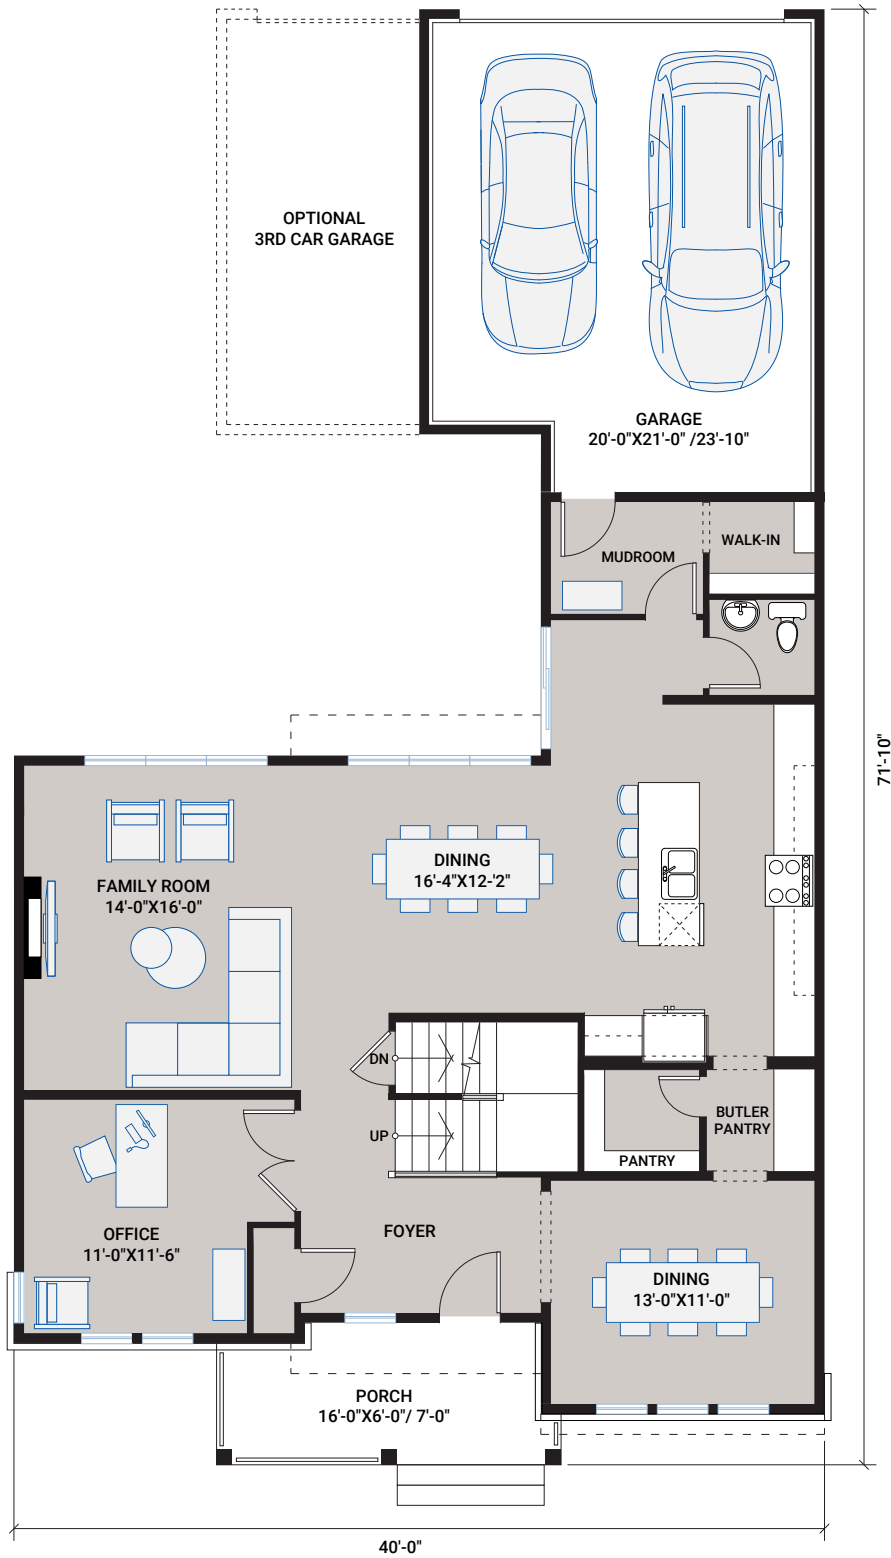 OPTIONAL
3RD CAR GARAGE
GARAGE
20'-0"X21'-0" /23'-10"
WALK-IN
MUDROOM
71'-10"
DINING
16'-4"X12-'2"
FAMILY ROOM
14'-0"X16'-0"
DN
UP
BUTLER
PANTRY
PANTRY
OFFICE
11'-0"X11'-6"
FOYER
DINING
13'-0"X11'-0"
PORCH
16'-0"X6'-0"/ 7'-0"
40'-0"